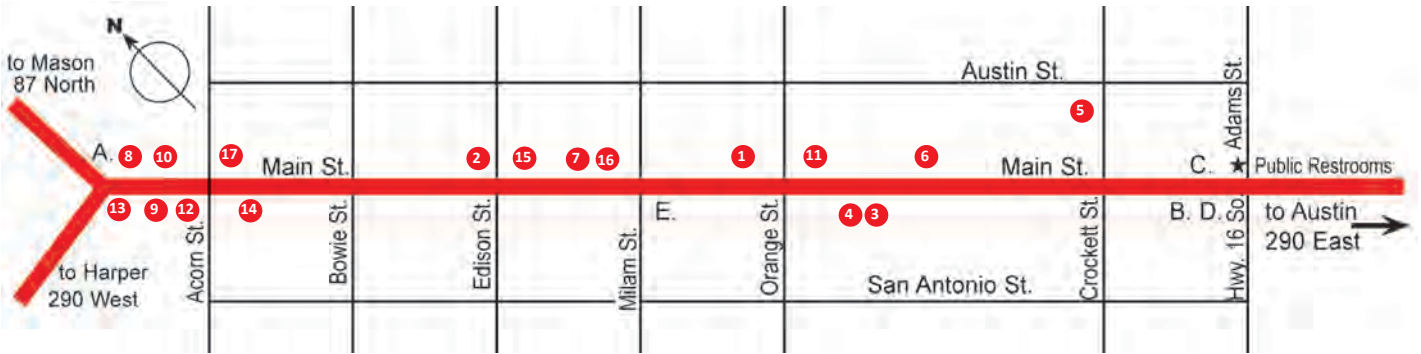 N
to Mason
87 North
Austin St.
Adams St.
5
A.
8
10
17
Main St.
2
15
7
16
1
11
6
Main St.
C.
★ Public Restrooms
13
9
12
14
E.
4
3
B. D.
to Austin
290 East
to Harper
290 West
Acorn St.
Bowie St.
Edison St.
Milam St.
Orange St.
San Antonio St.
Crockett St.
Hwy. 16 So.